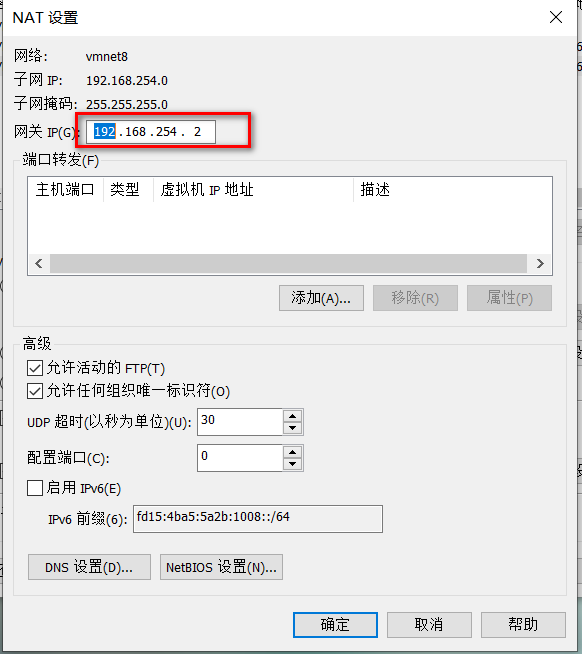 NAT 设置
网络: vmnet8
子网 IP: 192.168.254.0
子网掩码: 255.255.255.0
网关 IP(G): 192.168.254. 2
端口转发(F)
主机端口 类型 虚拟机 IP 地址 描述
添加(A)... 移除(R) 属性(P)
高级
允许活动的 FTP(T)
允许任何组织唯一标识符(O)
UDP 超时(以秒为单位)(U): 30
配置端口(C): 0
启用 IPv6(E)
IPv6 前缀(6): fd15:4ba5:5a2b:1008::/64
DNS 设置(D)... NetBIOS 设置(N)...
确定 取消 帮助